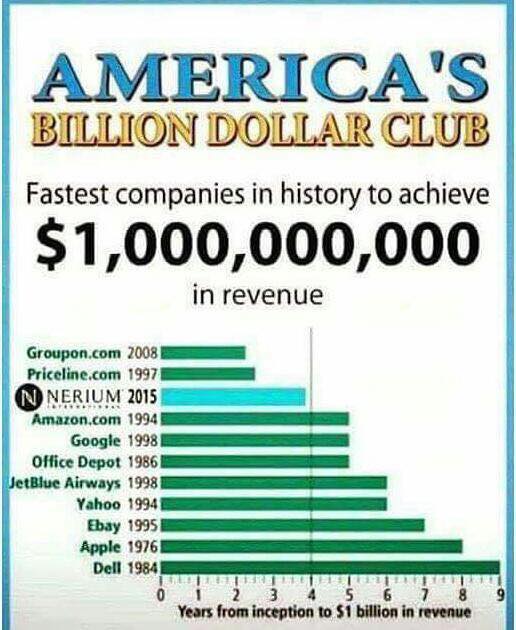 AMERICA'S
BILLION DOLLAR CLUB
Fastest companies in history to achieve
$1,000,000,000
in revenue
Groupon.com 2008
Priceline.com 1997
N NERIUM 2015
INTERNATIONAL
Amazon.com 1994
Google 1998
Office Depot 1986
JetBlue Airways 1998
Yahoo 1994
Ebay 1995
Apple 1976
Dell 1984
0 1 2 3 4 5 6 7 8 9
Years from inception to $1 billion in revenue